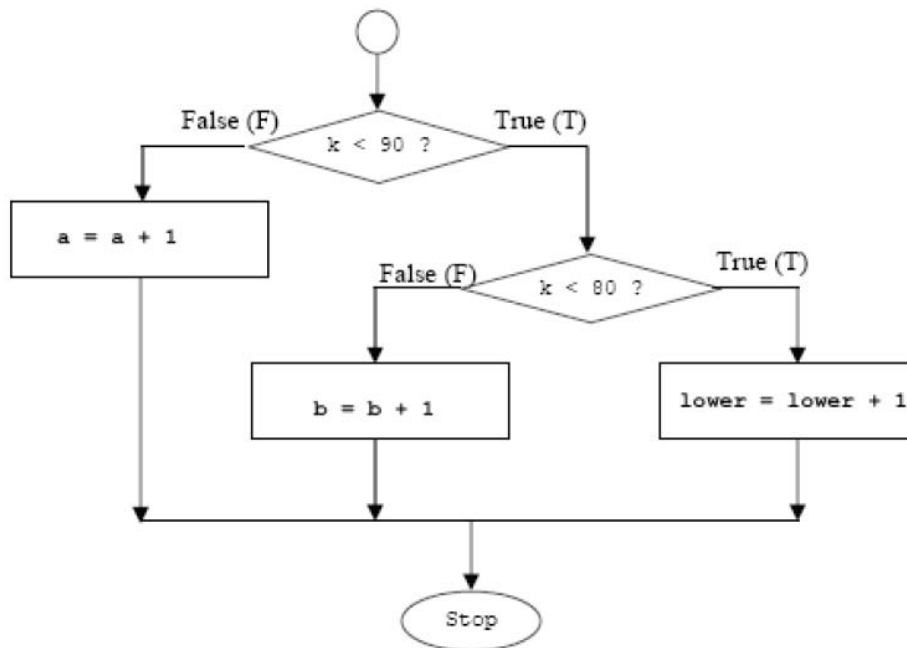 False (F)
True (T)
k < 90 ?
a = a + 1
False (F)
True (T)
k < 80 ?
b = b + 1
lower = lower + 1
Stop